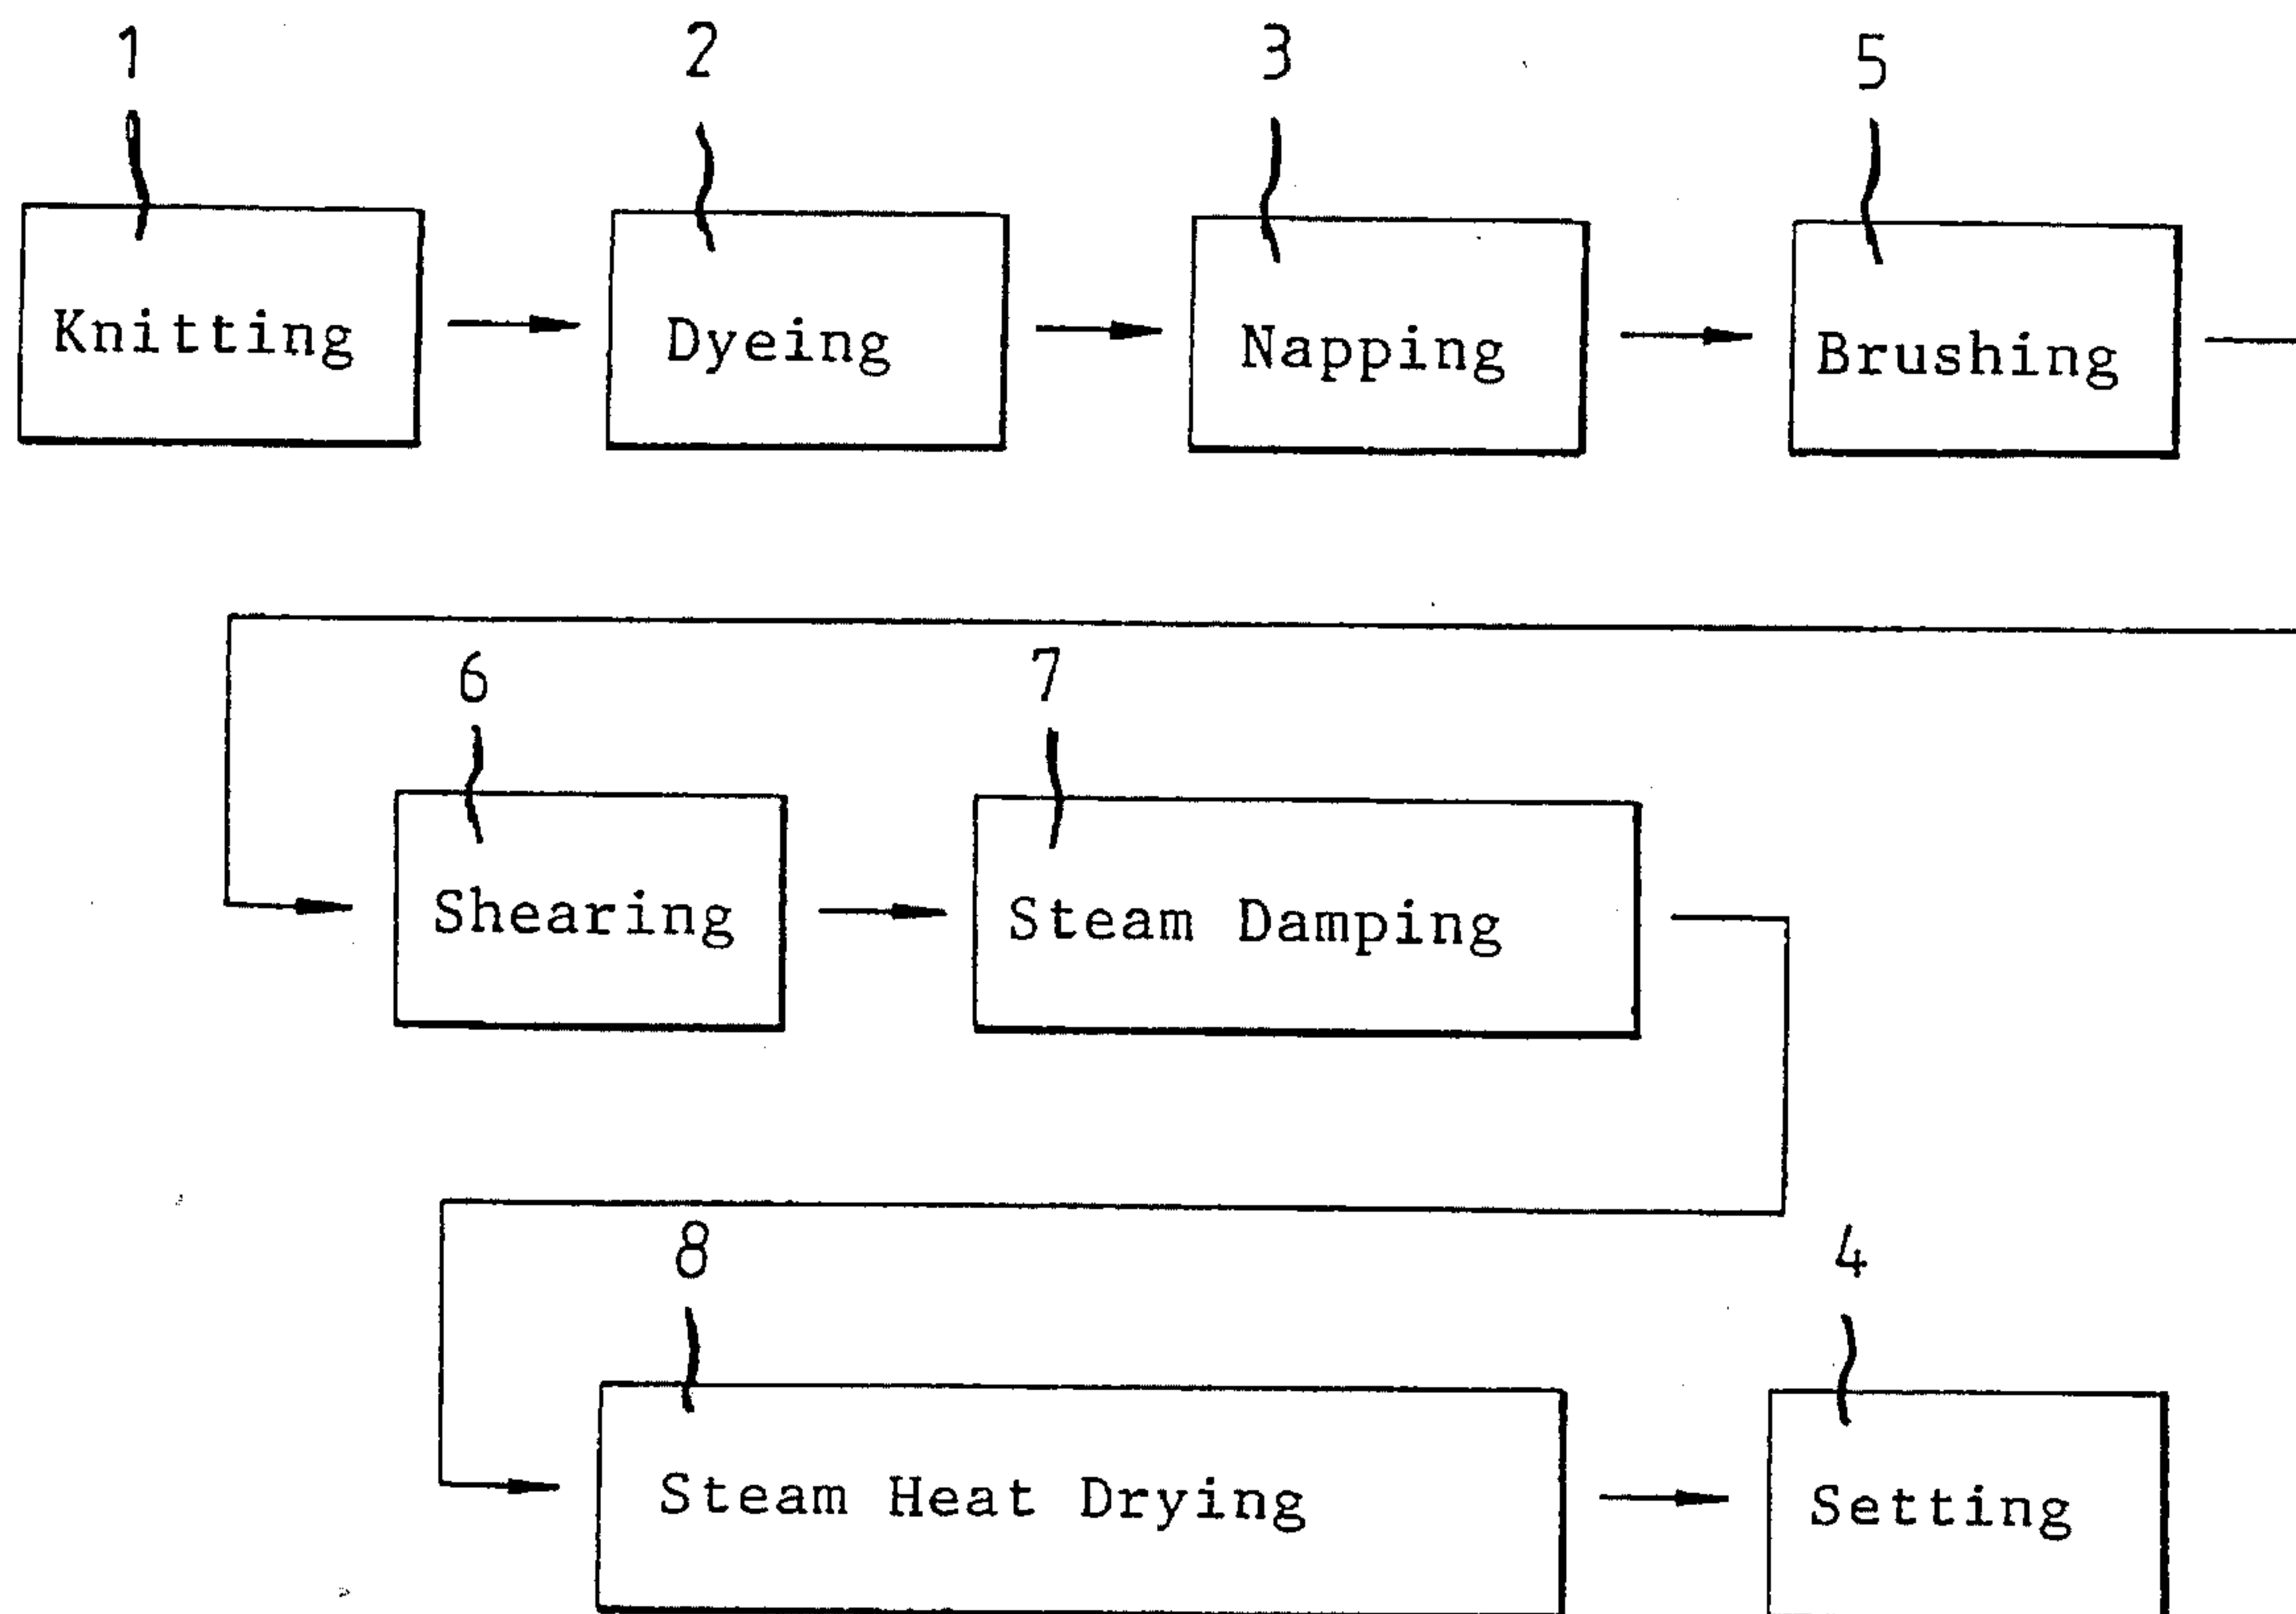 1 2 3 5
Knitting Dyeing Napping Brushing
6 7
Shearing Steam Damping
8 4
Steam Heat Drying Setting